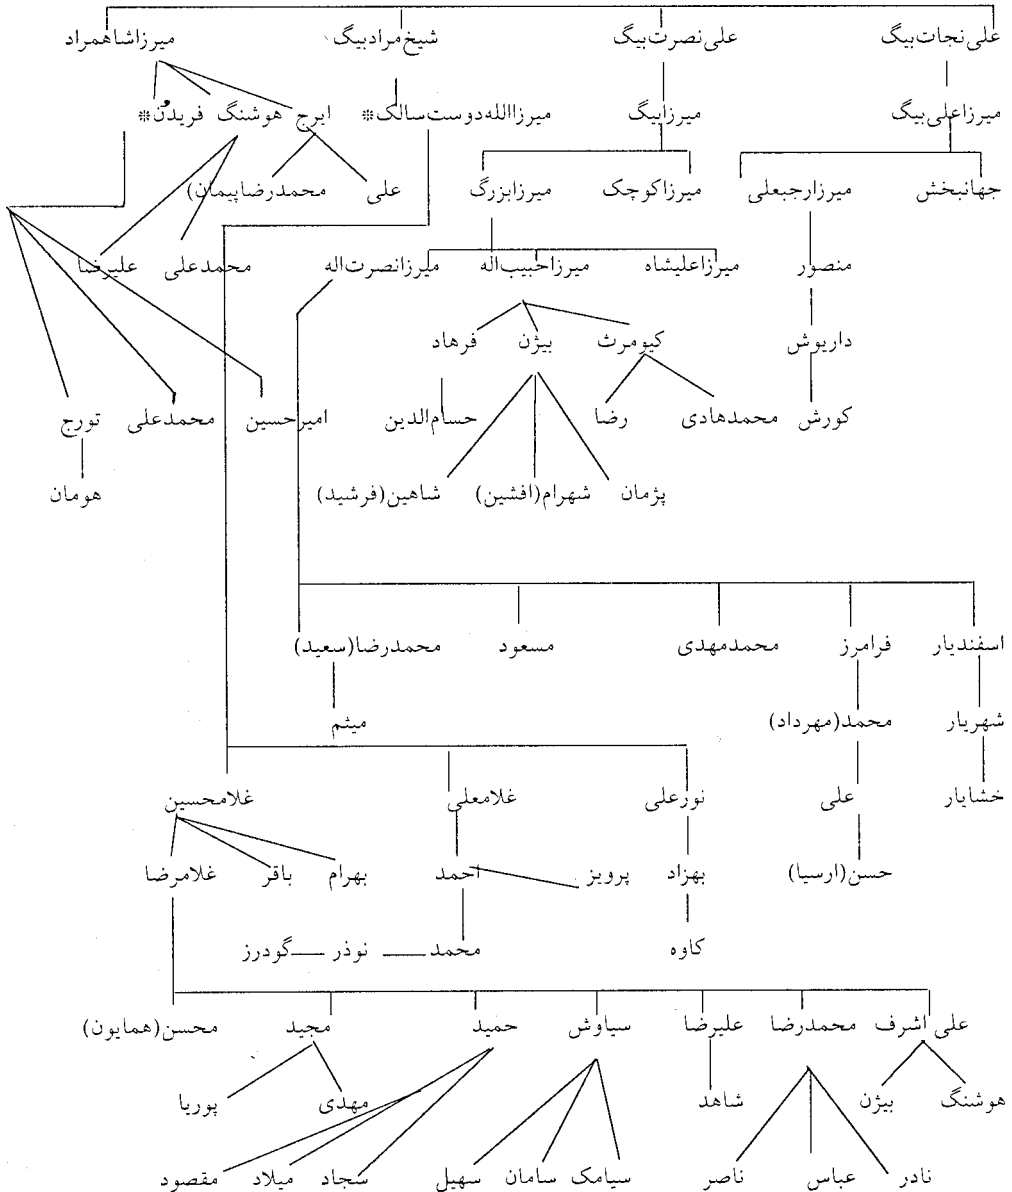 علی‌نجات‌بیگ علی‌نصرت‌بیگ شیخ‌مرادبیگ میرزاشاهمراد
میرزاعلی‌بیگ میرزابیگ میرزاالله‌دوست‌سالک* ایرج هوشنگ فریدُن*
جهانبخش میرزارجبعلی میرزاکوچک میرزابزرگ علی محمدرضاپیمان)
منصور میرزاعلیشاه میرزاحبیب‌اله میرزانصرت‌اله محمدعلی علیرضا
داریوش کیومرث بیژن فرهاد
کورش محمدهادی رضا حسام‌الدین امیرحسین محمدعلی تورج
پژمان شهرام(افشین) شاهین(فرشید) هومان
اسفندیار فرامرز محمدمهدی مسعود محمدرضا(سعید)
شهریار محمد(مهرداد) میثم
خشایار علی نورعلی غلامعلی غلامحسین
حسن(ارسیا) بهزاد پرویز احمد بهرام باقر غلامرضا
کاوه محمد نوذر گودرز
علی اشرف محمدرضا علیرضا سیاوش حمید مجید محسن(همایون)
هوشنگ بیژن شاهد مهدی پوریا
نادر عباس ناصر سیامک سامان سهیل سجاد میلاد مقصود